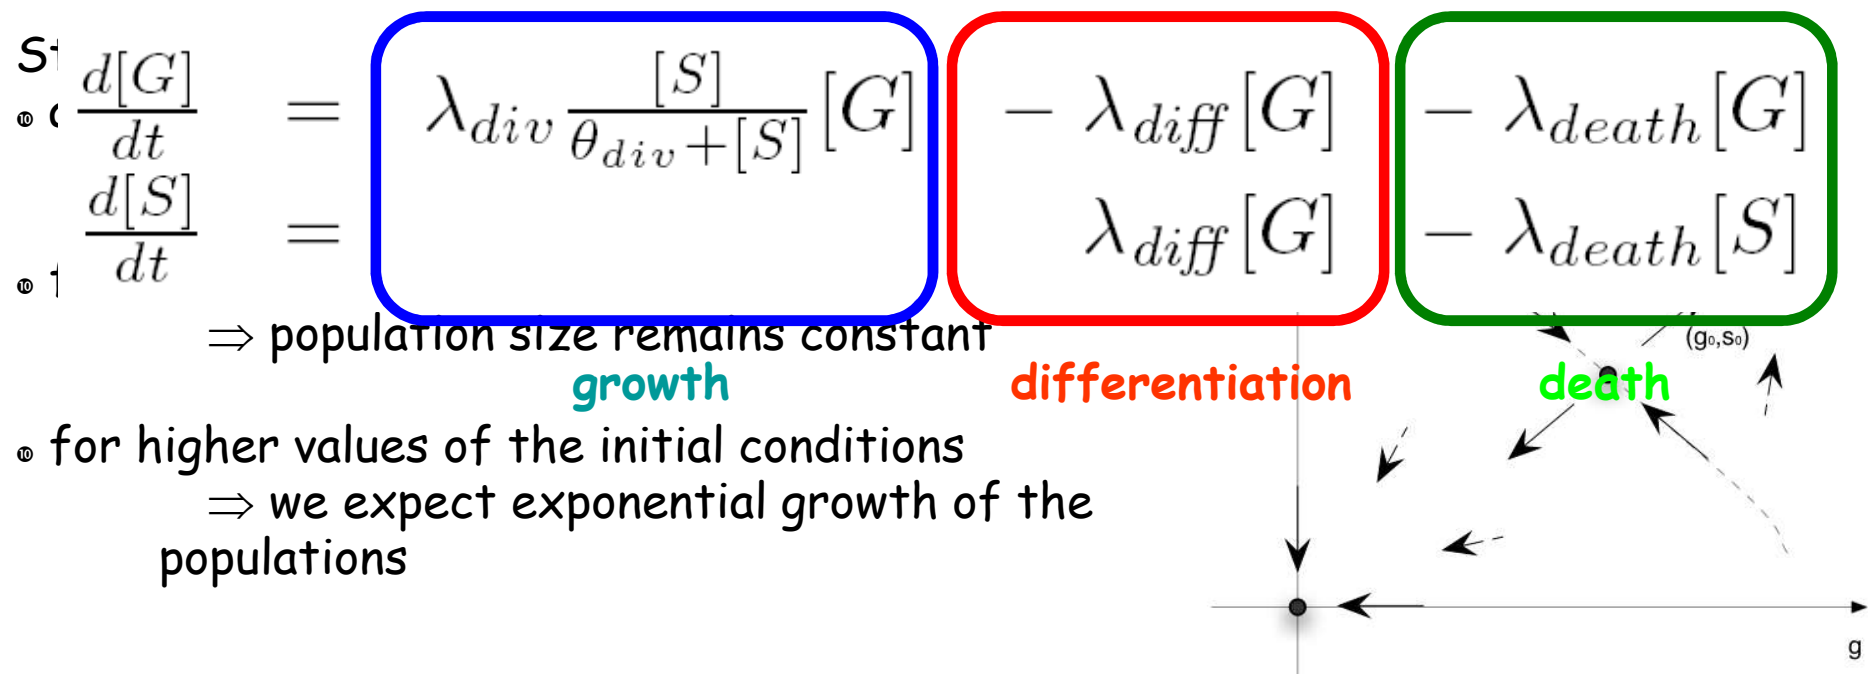 d[G]/dt = λ_div [S]/(θ_div+[S]) [G] − λ_diff[G] − λ_death[G]
d[S]/dt = λ_diff[G] − λ_death[S]
⇒ population size remains constant
(g₀,s₀)
growth differentiation death
for higher values of the initial conditions
⇒ we expect exponential growth of the
populations
g